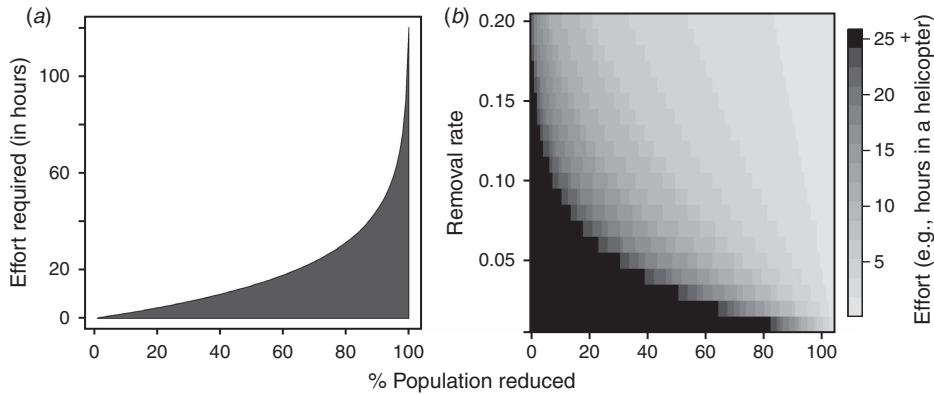 (a)
Effort required (in hours)
100
60
20
0
0 20 40 60 80 100
(b)
Removal rate
0.20
0.15
0.10
0.05
0 20 40 60 80 100
% Population reduced
25 +
20
15
10
5
Effort (e.g., hours in a helicopter)